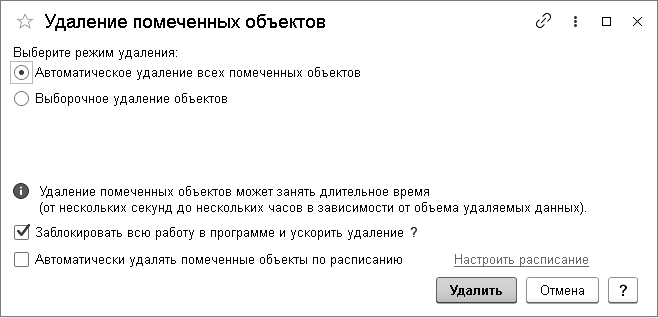 Удаление помеченных объектов
Выберите режим удаления:
Автоматическое удаление всех помеченных объектов
Выборочное удаление объектов
Удаление помеченных объектов может занять длительное время
(от нескольких секунд до нескольких часов в зависимости от объема удаляемых данных).
Заблокировать всю работу в программе и ускорить удаление ?
Автоматически удалять помеченные объекты по расписанию Настроить расписание
Удалить Отмена ?